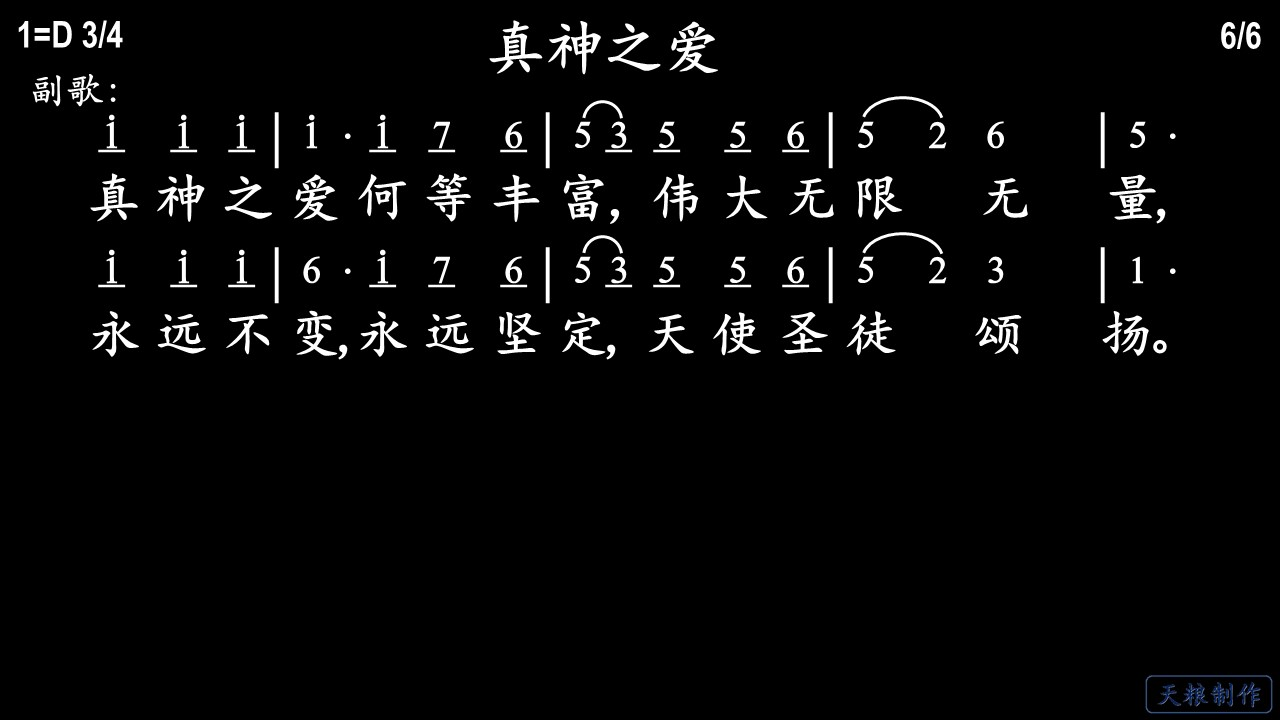 1=D 3/4
真神之爱
6/6
副歌：
i i i | i · i 7 6 | 5 3 5 5 6 | 5 2 6 | 5 ·
真神之爱何等丰富，伟大无限 无 量，
i i i | 6 · i 7 6 | 5 3 5 5 6 | 5 2 3 | 1 ·
永远不变，永远坚定，天使圣徒 颂 扬。
天粮制作